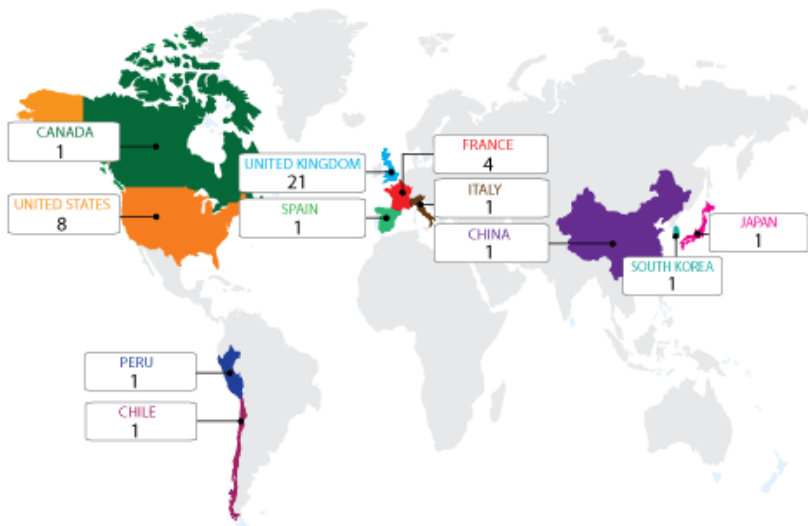 CANADA
1
UNITED STATES
8
UNITED KINGDOM
21
SPAIN
1
FRANCE
4
ITALY
1
CHINA
1
JAPAN
1
SOUTH KOREA
1
PERU
1
CHILE
1